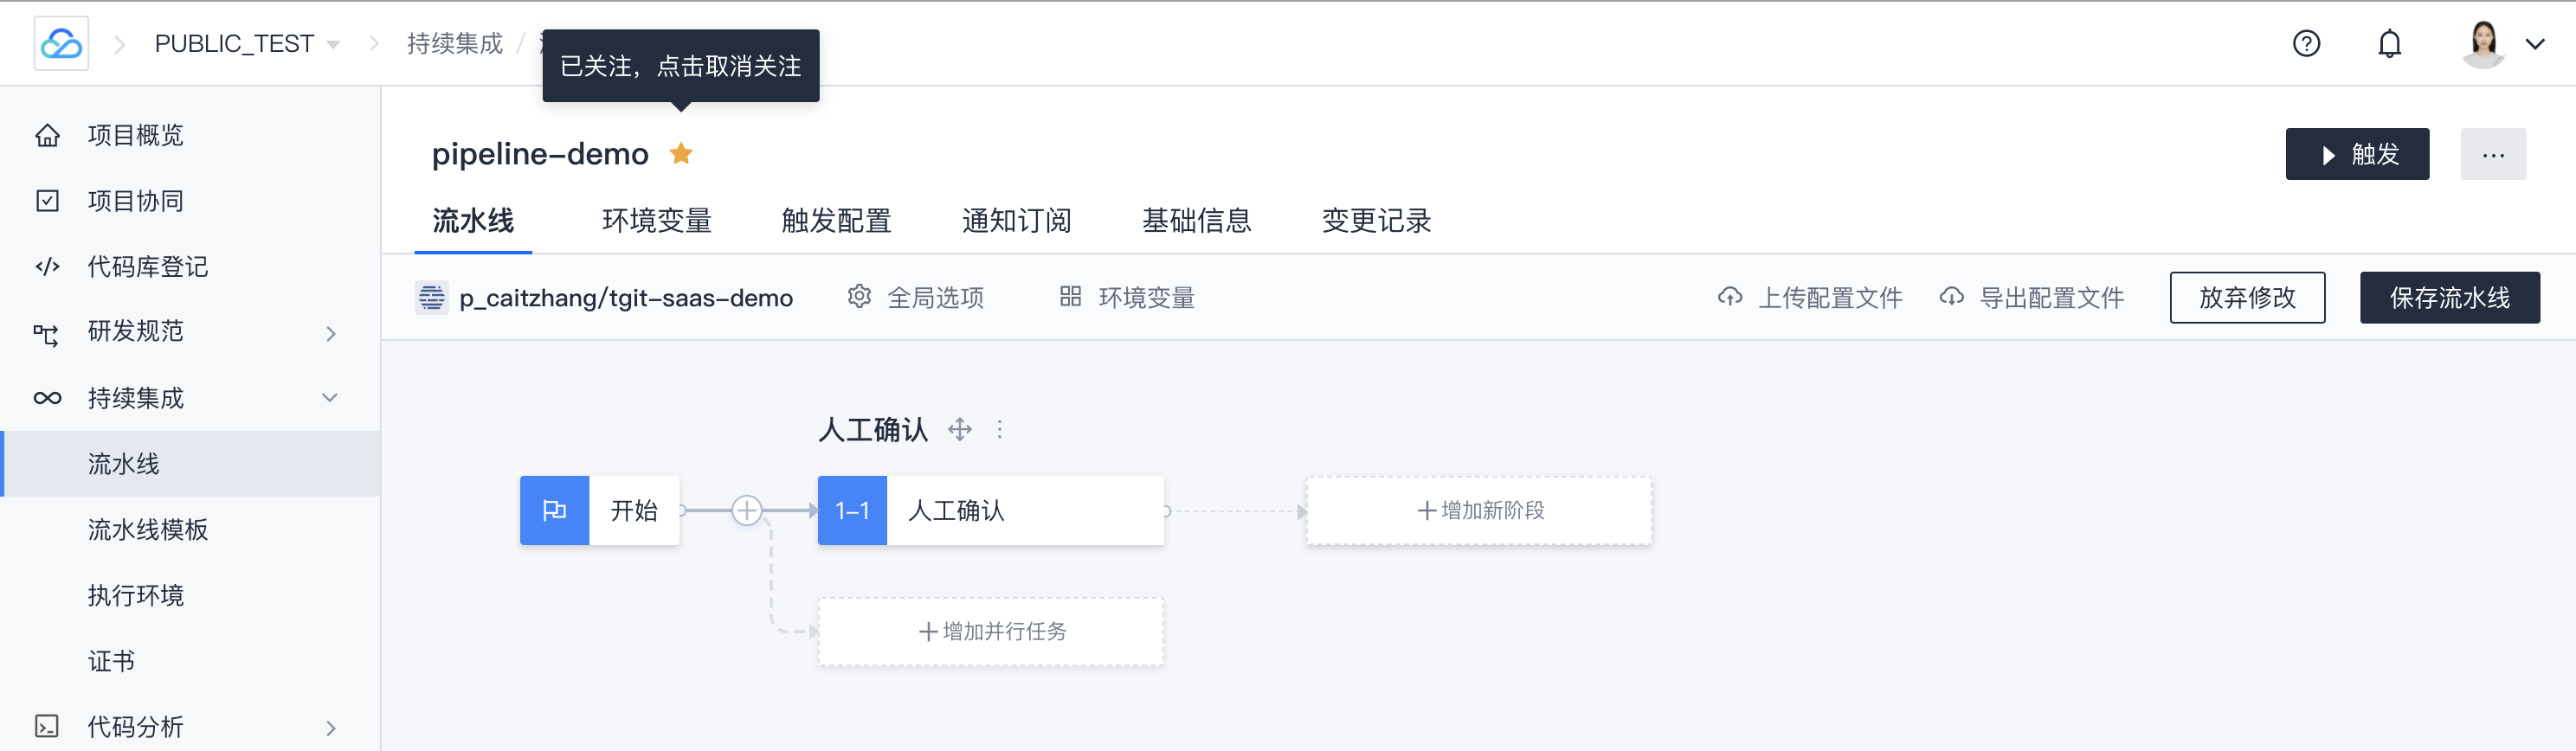 PUBLIC_TEST
持续集成 /
已关注，点击取消关注
项目概览
项目协同
代码库登记
研发规范
持续集成
流水线
流水线模板
执行环境
证书
代码分析
pipeline-demo
触发
流水线 环境变量 触发配置 通知订阅 基础信息 变更记录
p_caitzhang/tgit-saas-demo 全局选项 环境变量 上传配置文件 导出配置文件 放弃修改 保存流水线
人工确认
开始
1-1 人工确认
增加新阶段
增加并行任务